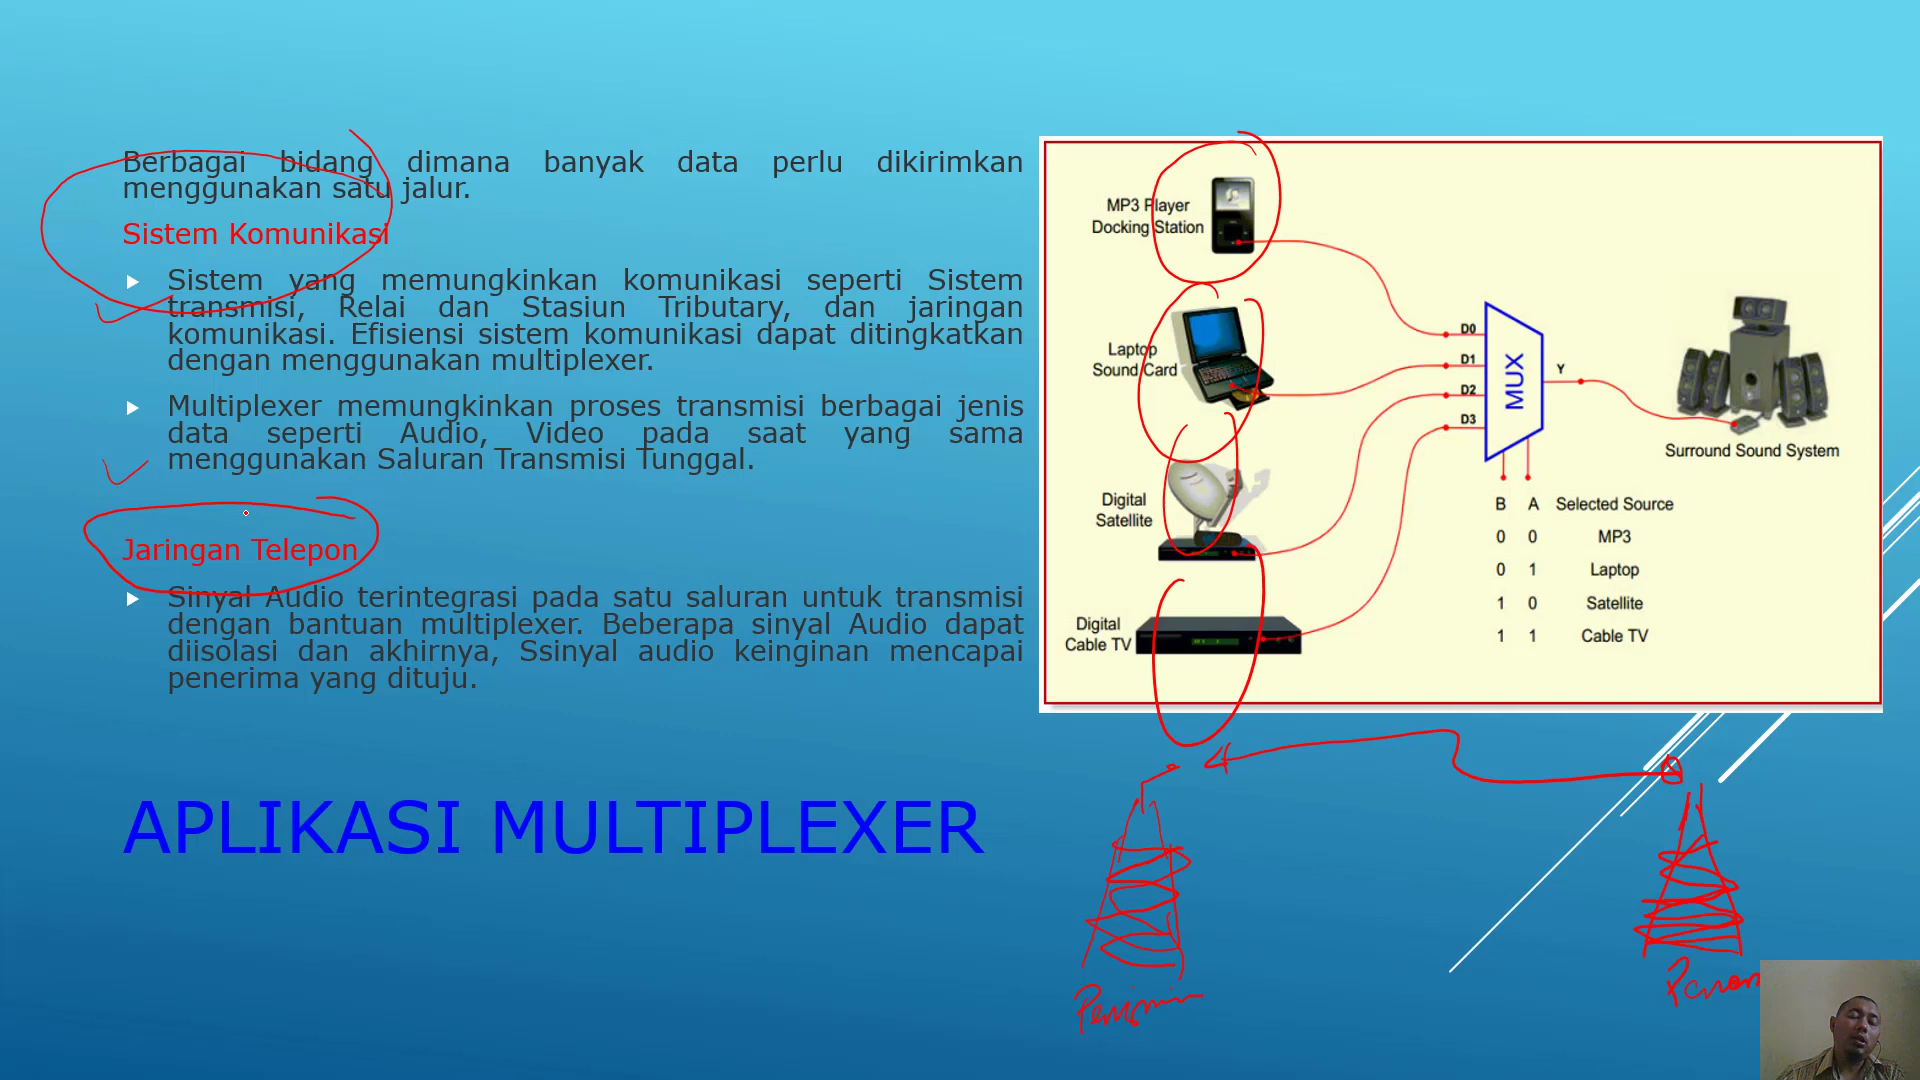 Berbagai bidang dimana banyak data perlu dikirimkan
menggunakan satu jalur.
Sistem Komunikasi
Sistem yang memungkinkan komunikasi seperti Sistem
transmisi, Relai dan Stasiun Tributary, dan jaringan
komunikasi. Efisiensi sistem komunikasi dapat ditingkatkan
dengan menggunakan multiplexer.
Multiplexer memungkinkan proses transmisi berbagai jenis
data seperti Audio, Video pada saat yang sama
menggunakan Saluran Transmisi Tunggal.
Jaringan Telepon
Sinyal Audio terintegrasi pada satu saluran untuk transmisi
dengan bantuan multiplexer. Beberapa sinyal Audio dapat
diisolasi dan akhirnya, Ssinyal audio keinginan mencapai
penerima yang dituju.
APLIKASI MULTIPLEXER
MP3 Player
Docking Station
Laptop
Sound Card
Digital
Satellite
Digital
Cable TV
D0
D1
D2
D3
MUX
Y
Surround Sound System
B A Selected Source
0 0 MP3
0 1 Laptop
1 0 Satellite
1 1 Cable TV